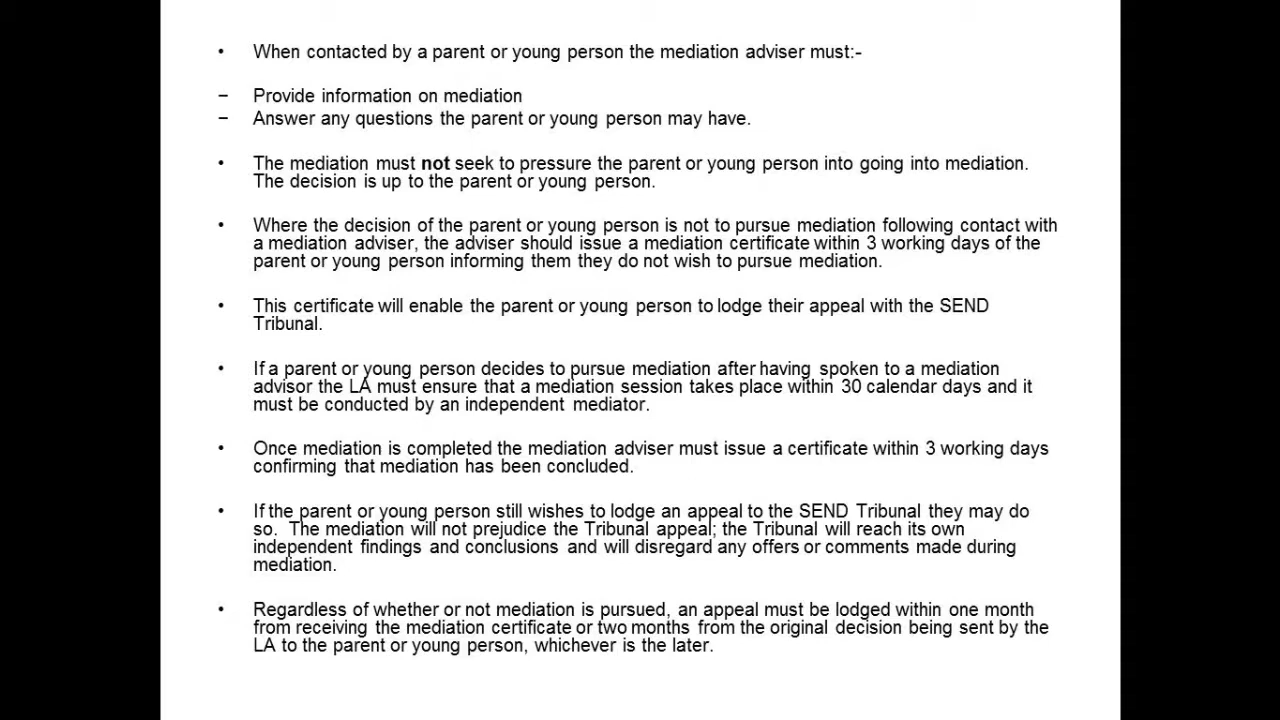 • When contacted by a parent or young person the mediation adviser must:-
– Provide information on mediation
– Answer any questions the parent or young person may have.
• The mediation must not seek to pressure the parent or young person into going into mediation.
The decision is up to the parent or young person.
• Where the decision of the parent or young person is not to pursue mediation following contact with
a mediation adviser, the adviser should issue a mediation certificate within 3 working days of the
parent or young person informing them they do not wish to pursue mediation.
• This certificate will enable the parent or young person to lodge their appeal with the SEND
Tribunal.
• If a parent or young person decides to pursue mediation after having spoken to a mediation
advisor the LA must ensure that a mediation session takes place within 30 calendar days and it
must be conducted by an independent mediator.
• Once mediation is completed the mediation adviser must issue a certificate within 3 working days
confirming that mediation has been concluded.
• If the parent or young person still wishes to lodge an appeal to the SEND Tribunal they may do
so. The mediation will not prejudice the Tribunal appeal; the Tribunal will reach its own
independent findings and conclusions and will disregard any offers or comments made during
mediation.
• Regardless of whether or not mediation is pursued, an appeal must be lodged within one month
from receiving the mediation certificate or two months from the original decision being sent by the
LA to the parent or young person, whichever is the later.